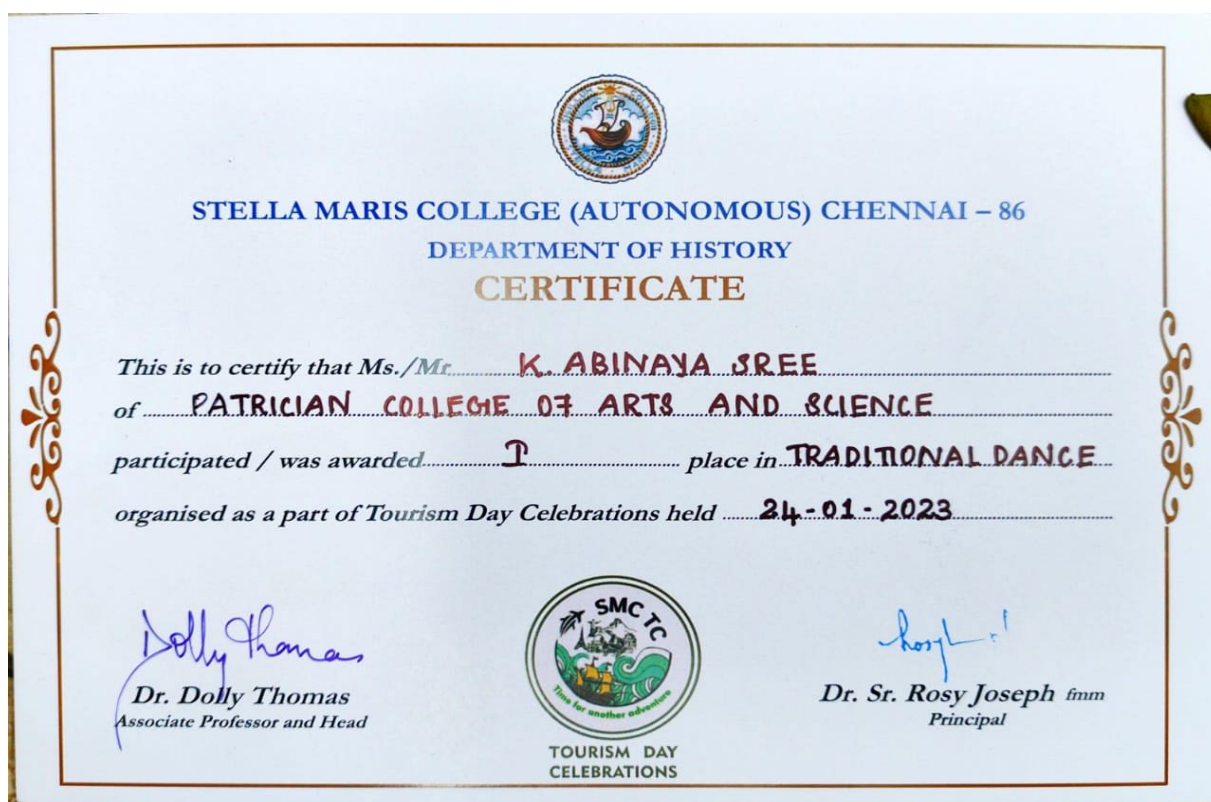 STELLA MARIS COLLEGE (AUTONOMOUS) CHENNAI – 86
DEPARTMENT OF HISTORY
CERTIFICATE
This is to certify that Ms./Mr. K. ABINAYA SREE
of PATRICIAN COLLEGE OF ARTS AND SCIENCE
participated / was awarded I place in TRADITIONAL DANCE
organised as a part of Tourism Day Celebrations held 24-01-2023
Dolly Thomas
Dr. Dolly Thomas
Associate Professor and Head
SMC TC
Time for another adventure
TOURISM DAY
CELEBRATIONS
Dr. Sr. Rosy Joseph fmm
Principal